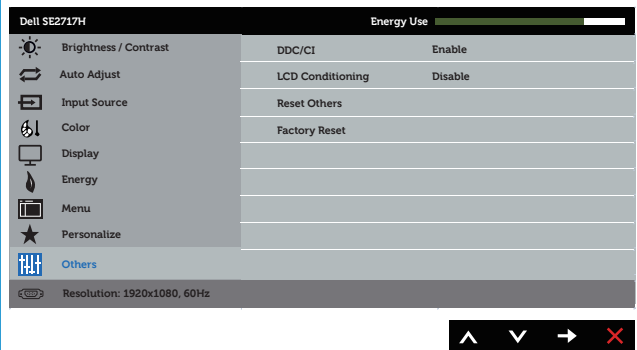 Dell SE2717H Energy Use
Brightness / Contrast DDC/CI Enable
Auto Adjust LCD Conditioning Disable
Input Source Reset Others
Color Factory Reset
Display
Energy
Menu
Personalize
Others
Resolution: 1920x1080, 60Hz